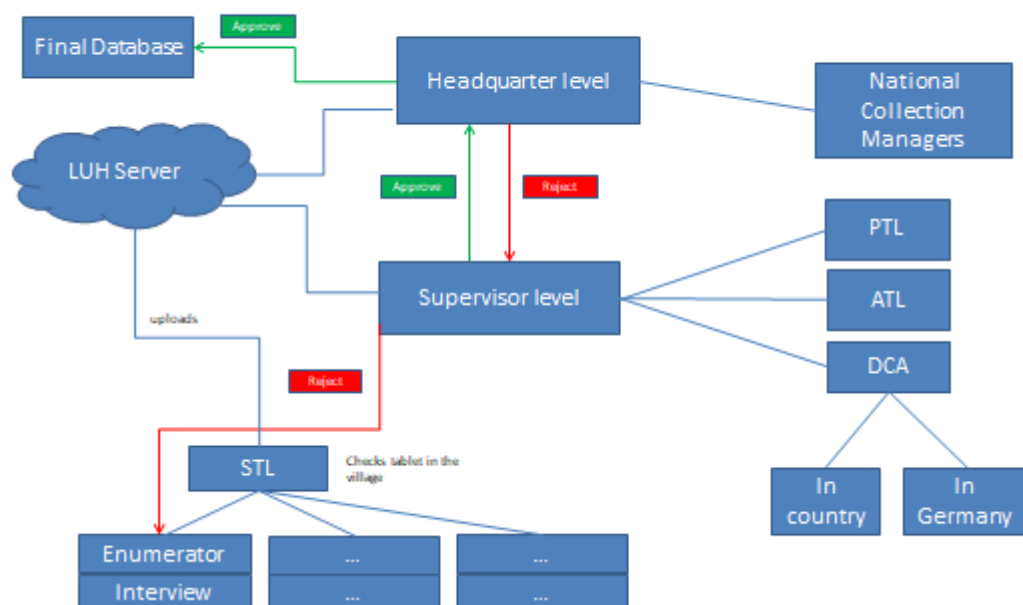 Approve
Final Database
Headquarter level
National
Collection
Managers
LUH Server
Approve
Reject
PTL
Supervisor level
ATL
uploads
DCA
Reject
STL
Checks tablet in the
village
In
country
In
Germany
Enumerator
...
...
Interview
...
...